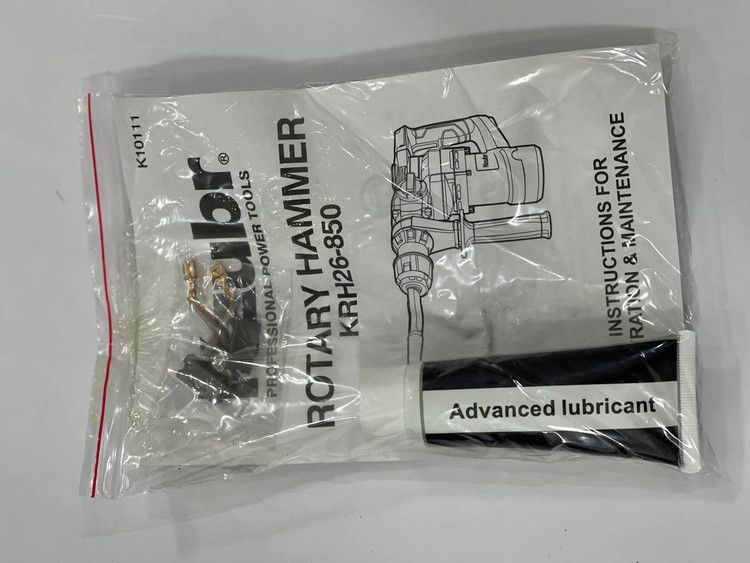 K10111
PROFESSIONAL POWER TOOLS
ROTARY HAMMER
KRH26-850
INSTRUCTIONS FOR
RATION & MAINTENANCE
Advanced lubricant